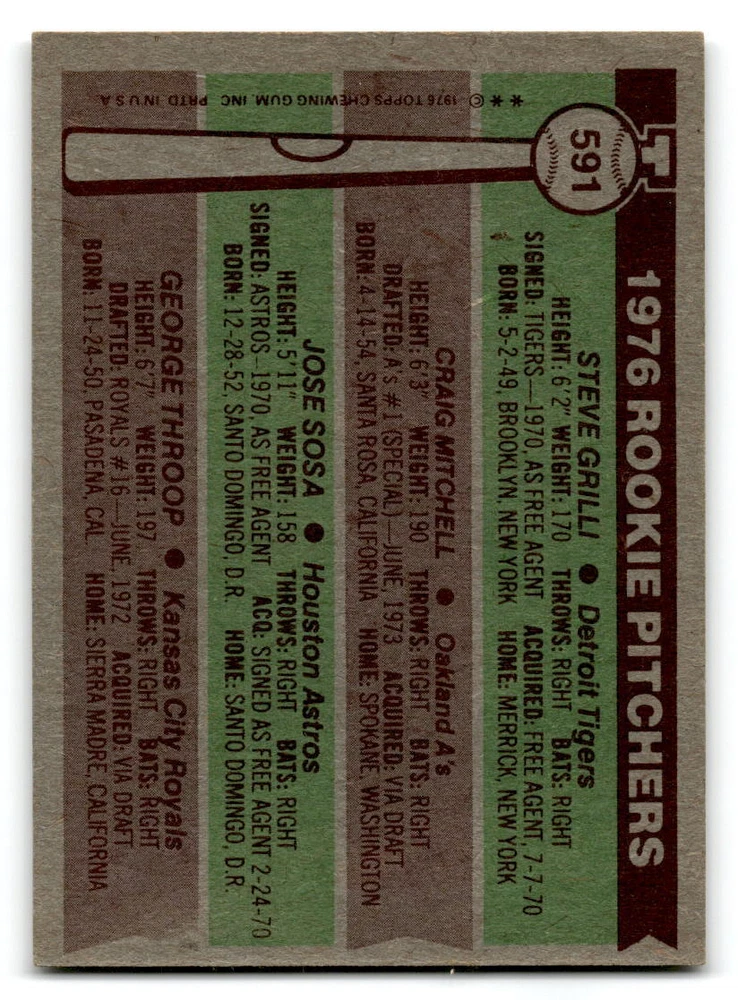 591
1976 ROOKIE PITCHERS
STEVE GRILLI ● Detroit Tigers
HEIGHT: 6'2" WEIGHT: 170 THROWS: RIGHT BATS: RIGHT
SIGNED: TIGERS—1970, AS FREE AGENT ACQUIRED: FREE AGENT, 7-7-70
BORN: 5-2-49, BROOKLYN, NEW YORK HOME: MERRICK, NEW YORK
CRAIG MITCHELL ● Oakland A's
HEIGHT: 6'3" WEIGHT: 190 THROWS: RIGHT BATS: RIGHT
DRAFTED: A's #1 (SPECIAL)—JUNE, 1973 ACQUIRED: VIA DRAFT
BORN: 4-14-54, SANTA ROSA, CALIFORNIA HOME: SPOKANE, WASHINGTON
JOSE SOSA ● Houston Astros
HEIGHT: 5'11" WEIGHT: 158 THROWS: RIGHT BATS: RIGHT
SIGNED: ASTROS-1970, AS FREE AGENT ACQ: SIGNED AS FREE AGENT 2-24-70
BORN: 12-28-52, SANTO DOMINGO, D.R. HOME: SANTO DOMINGO, D.R.
GEORGE THROOP ● Kansas City Royals
HEIGHT: 6'7" WEIGHT: 197 THROWS: RIGHT BATS: RIGHT
DRAFTED: ROYALS #16—JUNE, 1972 ACQUIRED: VIA DRAFT
BORN: 11-24-50, PASADENA, CAL. HOME: SIERRA MADRE, CALIFORNIA
* * © 1976 TOPPS CHEWING GUM, INC PRTD IN U S A